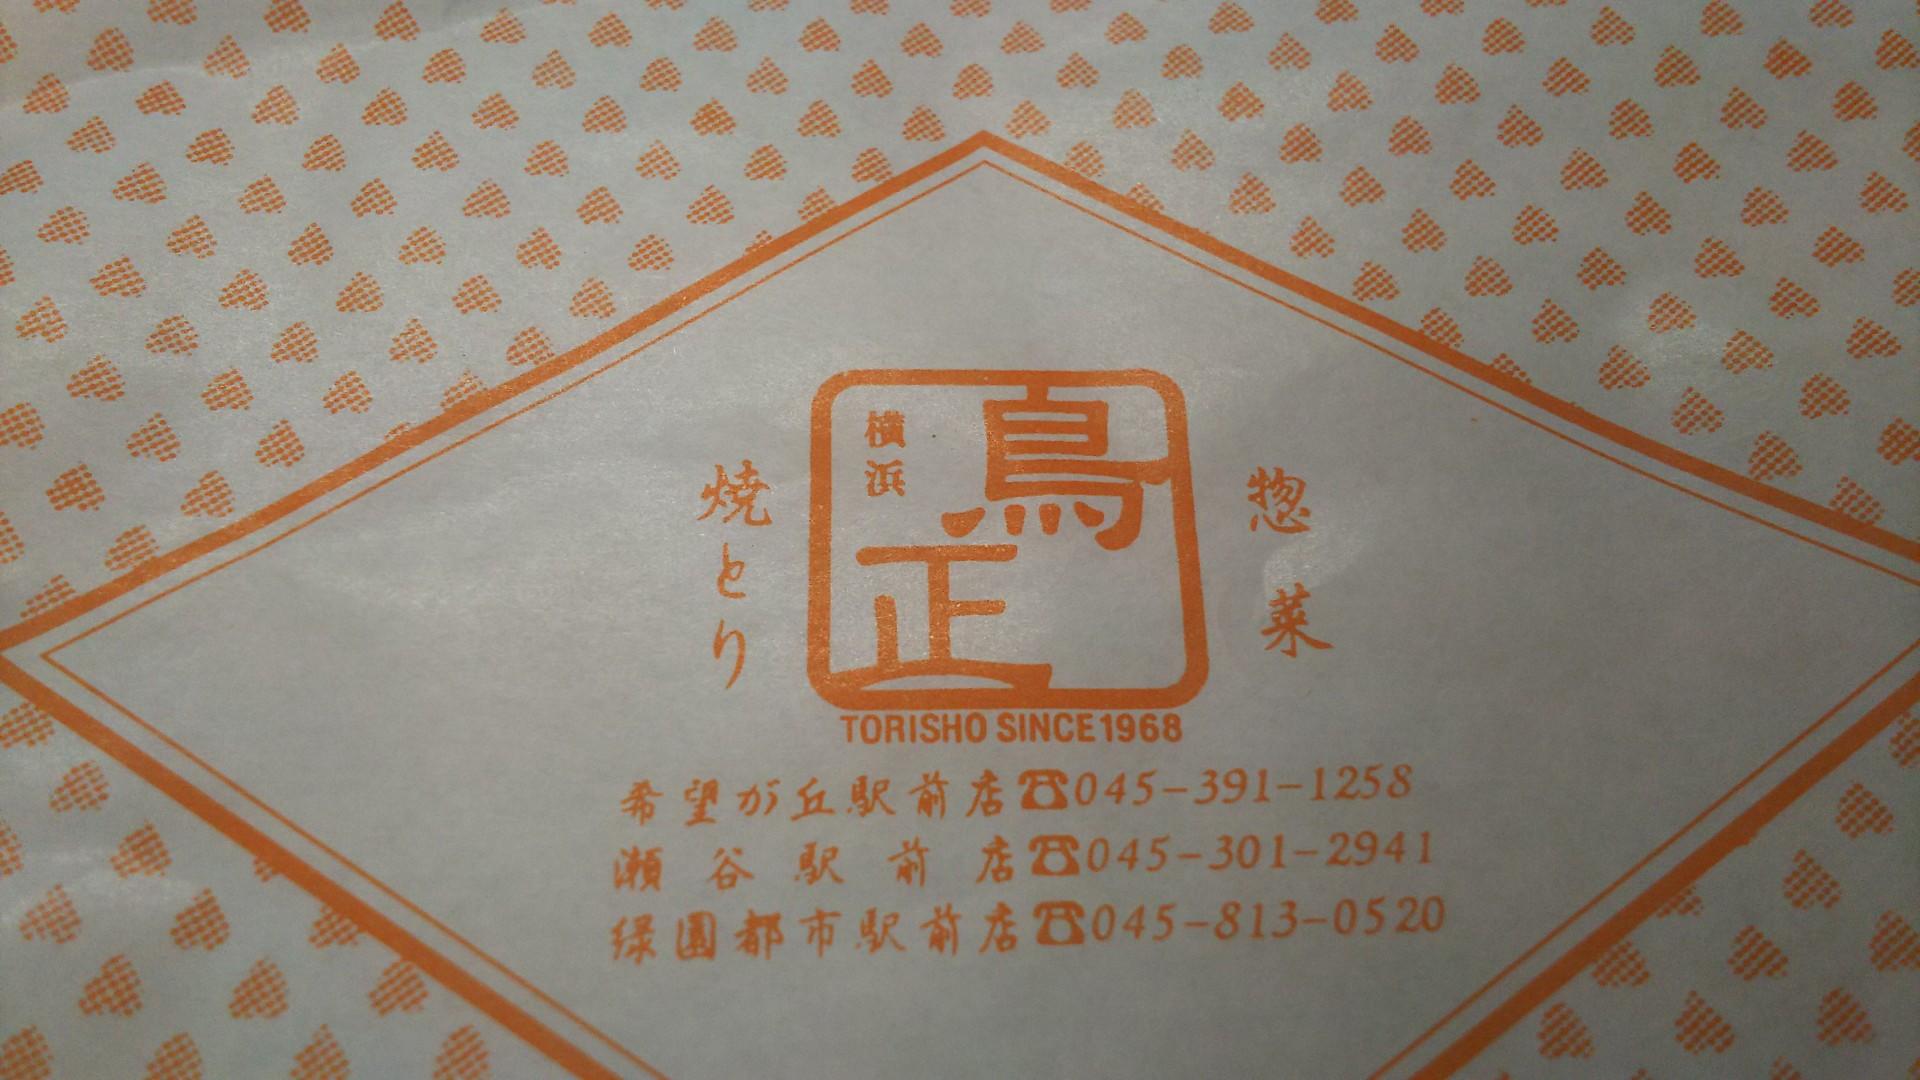 惣菜
横浜
鳥正
焼とり
TORISHO SINCE1968
希望が丘駅前店☎045-391-1258
瀬谷駅前店☎045-301-2941
緑園都市駅前店☎045-813-0520